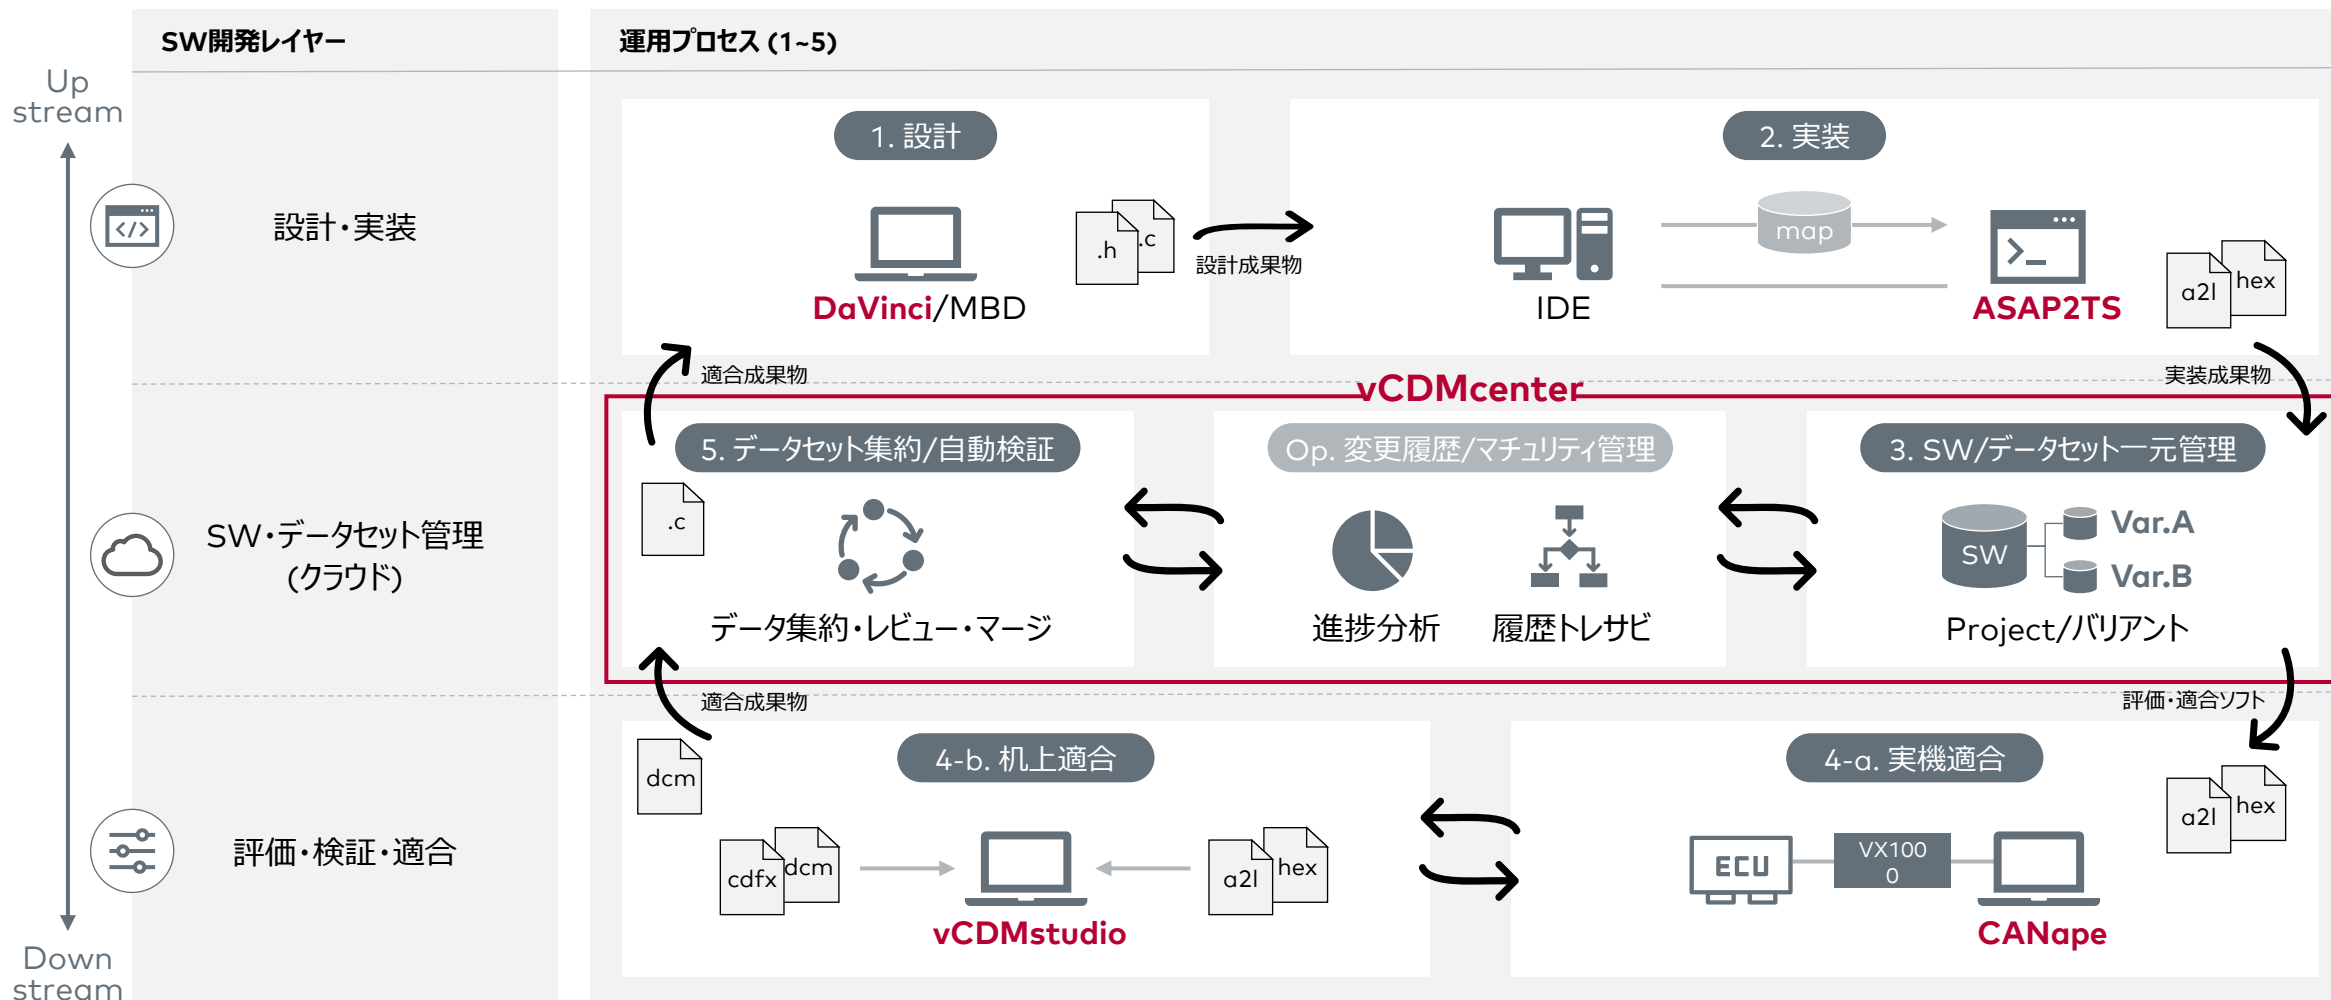 SW開発レイヤー
運用プロセス (1~5)
Up
stream
1. 設計
2. 実装
設計・実装
.h
.c
設計成果物
map
a2l
hex
DaVinci/MBD
IDE
ASAP2TS
適合成果物
実装成果物
vCDMcenter
5. データセット集約/自動検証
Op. 変更履歴/マチュリティ管理
3. SW/データセット一元管理
.c
SW・データセット管理
(クラウド)
SW
Var.A
Var.B
データ集約・レビュー・マージ
進捗分析
履歴トレサビ
Project/バリアント
適合成果物
評価・適合ソフト
4-b. 机上適合
4-a. 実機適合
dcm
a2l
hex
評価・検証・適合
cdfx
dcm
a2l
hex
ECU
VX100
0
vCDMstudio
CANape
Down
stream